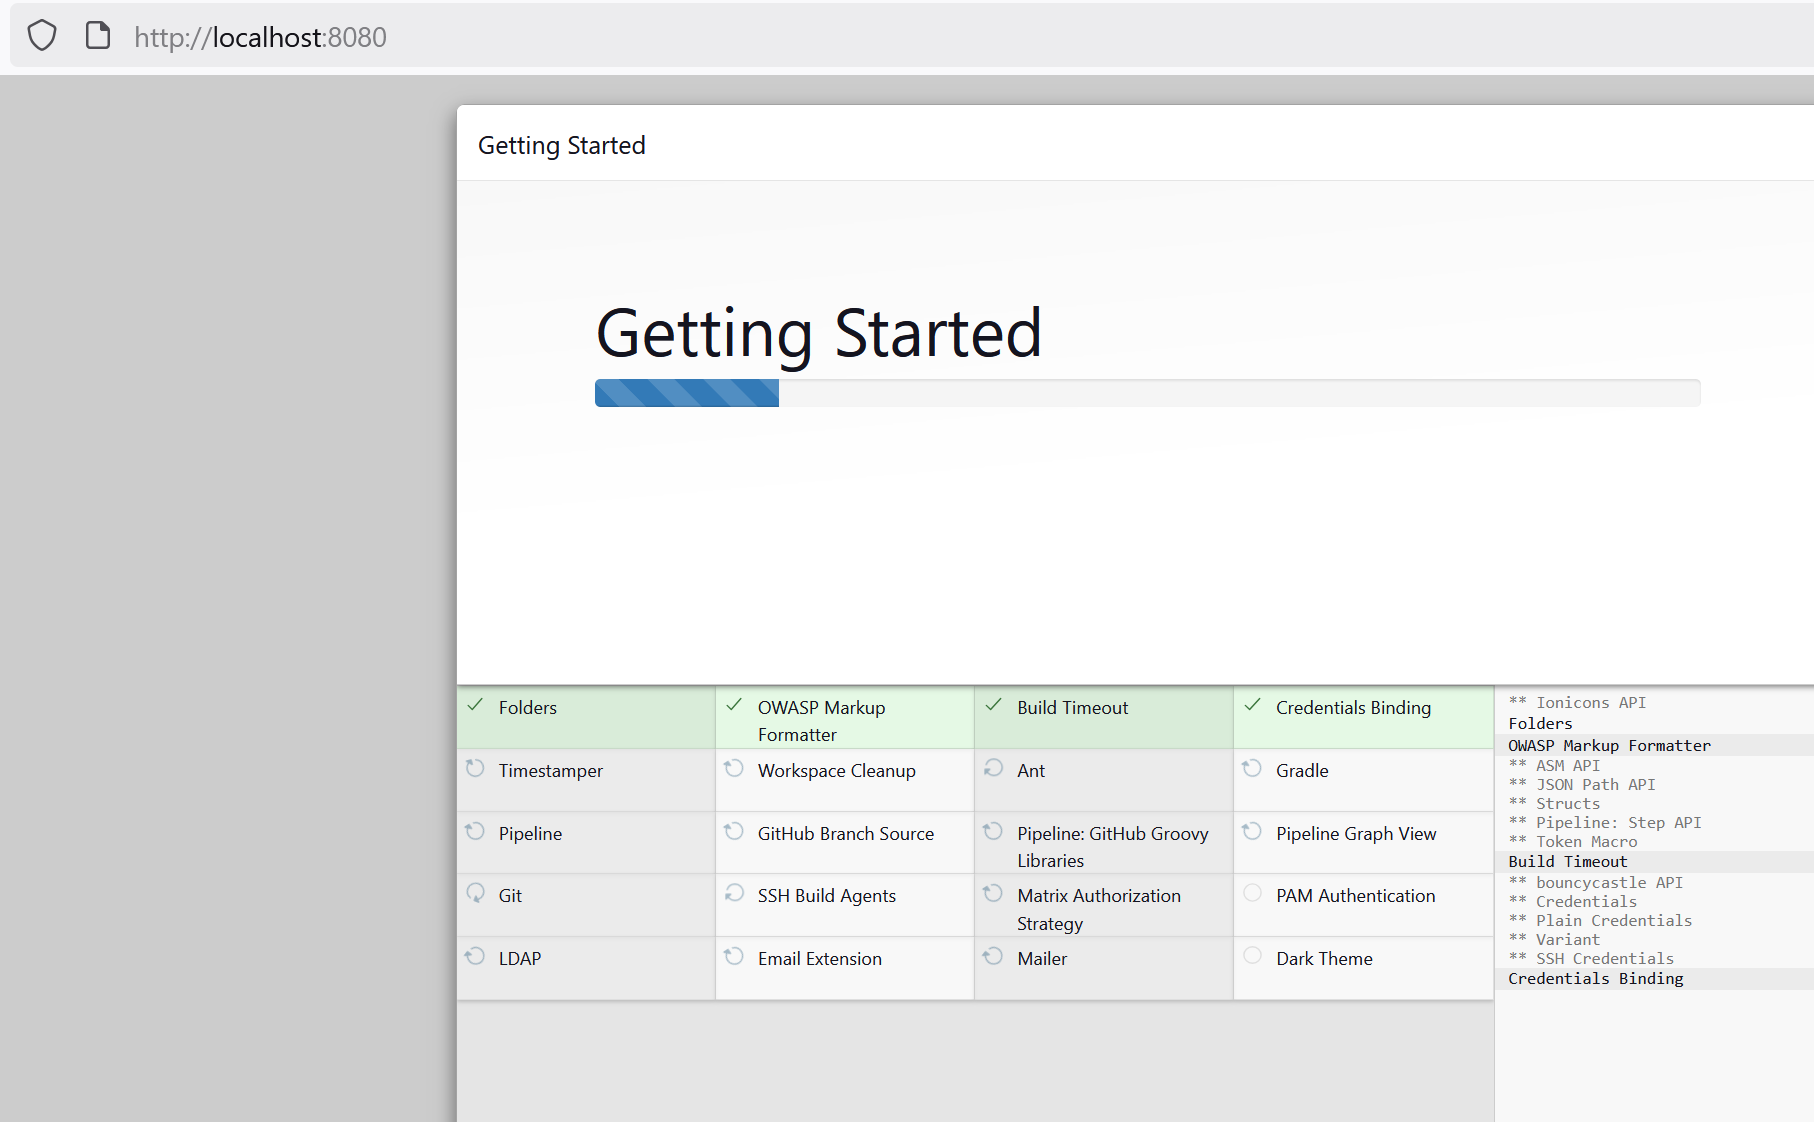 http://localhost:8080
Getting Started
Getting Started
Folders
OWASP Markup
Formatter
Build Timeout
Credentials Binding
Timestamper
Workspace Cleanup
Ant
Gradle
Pipeline
GitHub Branch Source
Pipeline: GitHub Groovy
Libraries
Pipeline Graph View
Git
SSH Build Agents
Matrix Authorization
Strategy
PAM Authentication
LDAP
Email Extension
Mailer
Dark Theme
** Ionicons API
Folders
OWASP Markup Formatter
** ASM API
** JSON Path API
** Structs
** Pipeline: Step API
** Token Macro
Build Timeout
** bouncycastle API
** Credentials
** Plain Credentials
** Variant
** SSH Credentials
Credentials Binding